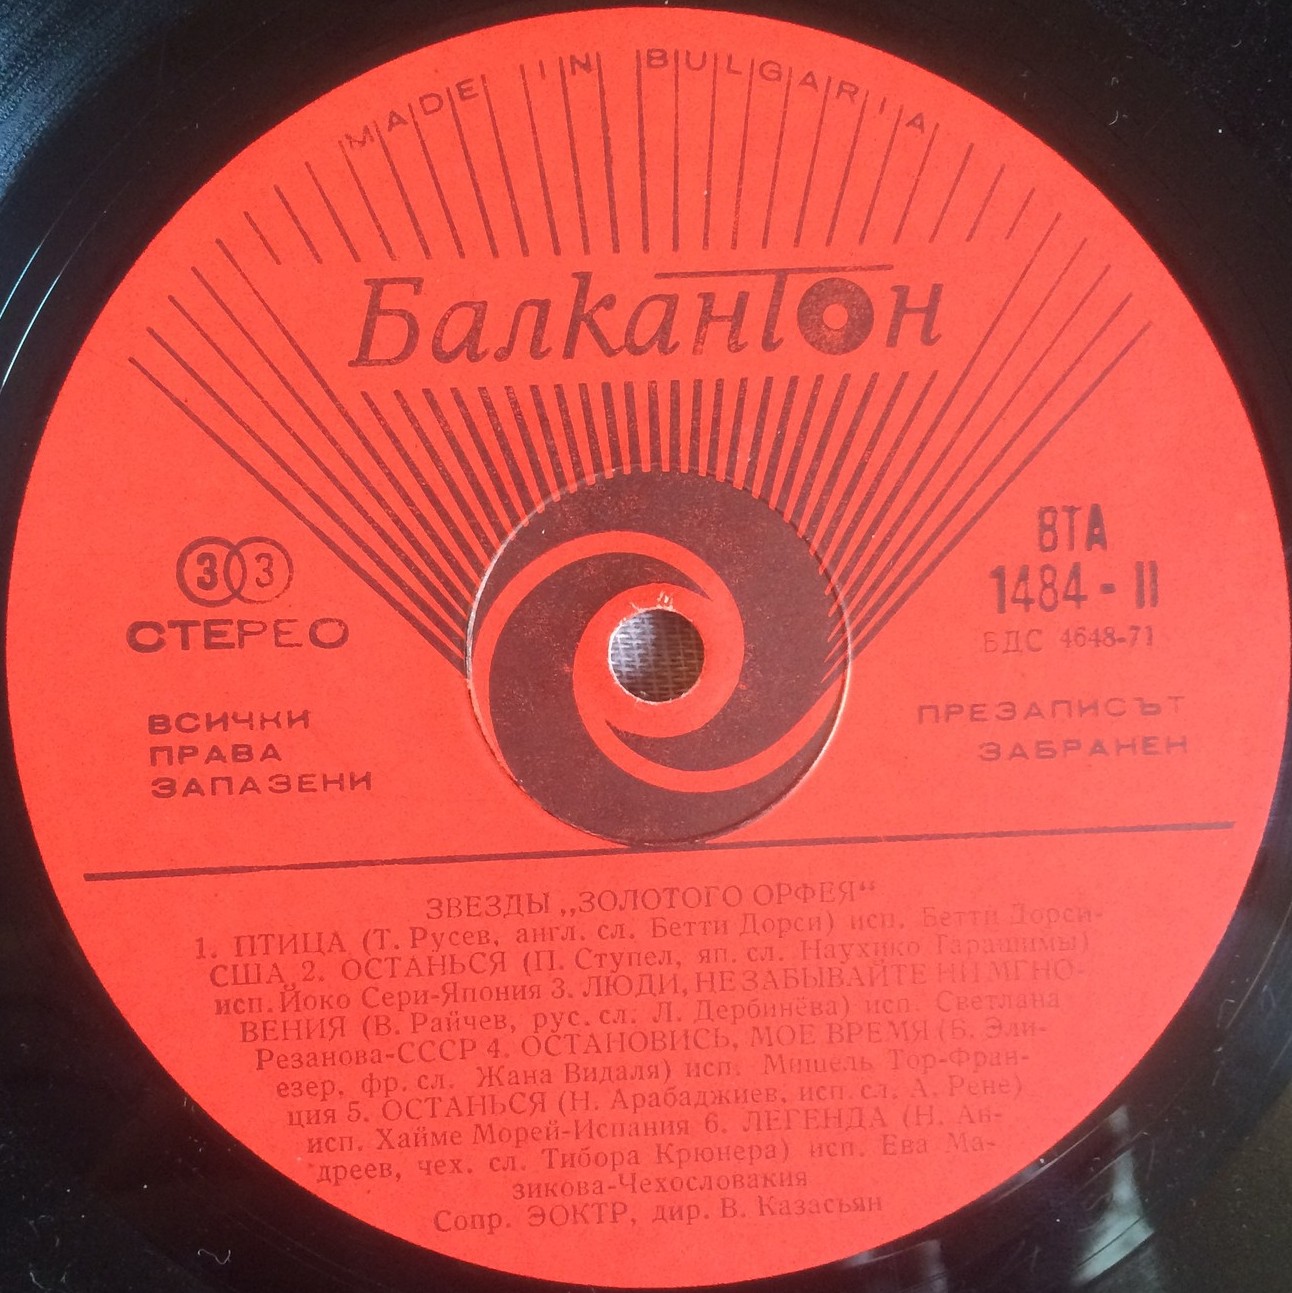 MADE IN BULGARIA
Балкантон
33
СТЕРЕО
ВСИЧКИ
ПРАВА
ЗАПАЗЕНИ
ВТА
1484 - II
БДС 4648-71
ПРЕЗАПИСЪТ
ЗАБРАНЕН
ЗВЕЗДЫ „ЗОЛОТОГО ОРФЕЯ“
1. ПТИЦА (Т. Русев, англ. сл. Бетти Дорси) исп. Бетти Дорси-
США 2. ОСТАНЬСЯ (П. Ступел, яп. сл. Наухико Гарашимы)
исп. Йоко Сери-Япония 3. ЛЮДИ, НЕ ЗАБЫВАЙТЕ НИ МГНО-
ВЕНИЯ (В. Райчев, рус. сл. Л. Дербинёва) исп. Светлана
Резанова-СССР 4. ОСТАНОВИСЬ, МОЕ ВРЕМЯ (Б. Эли-
езер, фр. сл. Жана Видаля) исп. Мишель Тор-Фран-
ция 5. ОСТАНЬСЯ (Н. Арабаджиев, исп. сл. А. Рене)
исп. Хайме Морей-Испания 6. ЛЕГЕНДА (Н. Ан-
дреев, чех. сл. Тибора Крюнера) исп. Ева Ма-
зикова-Чехословакия
Сопр. ЭОКТР, дир. В. Казасьян